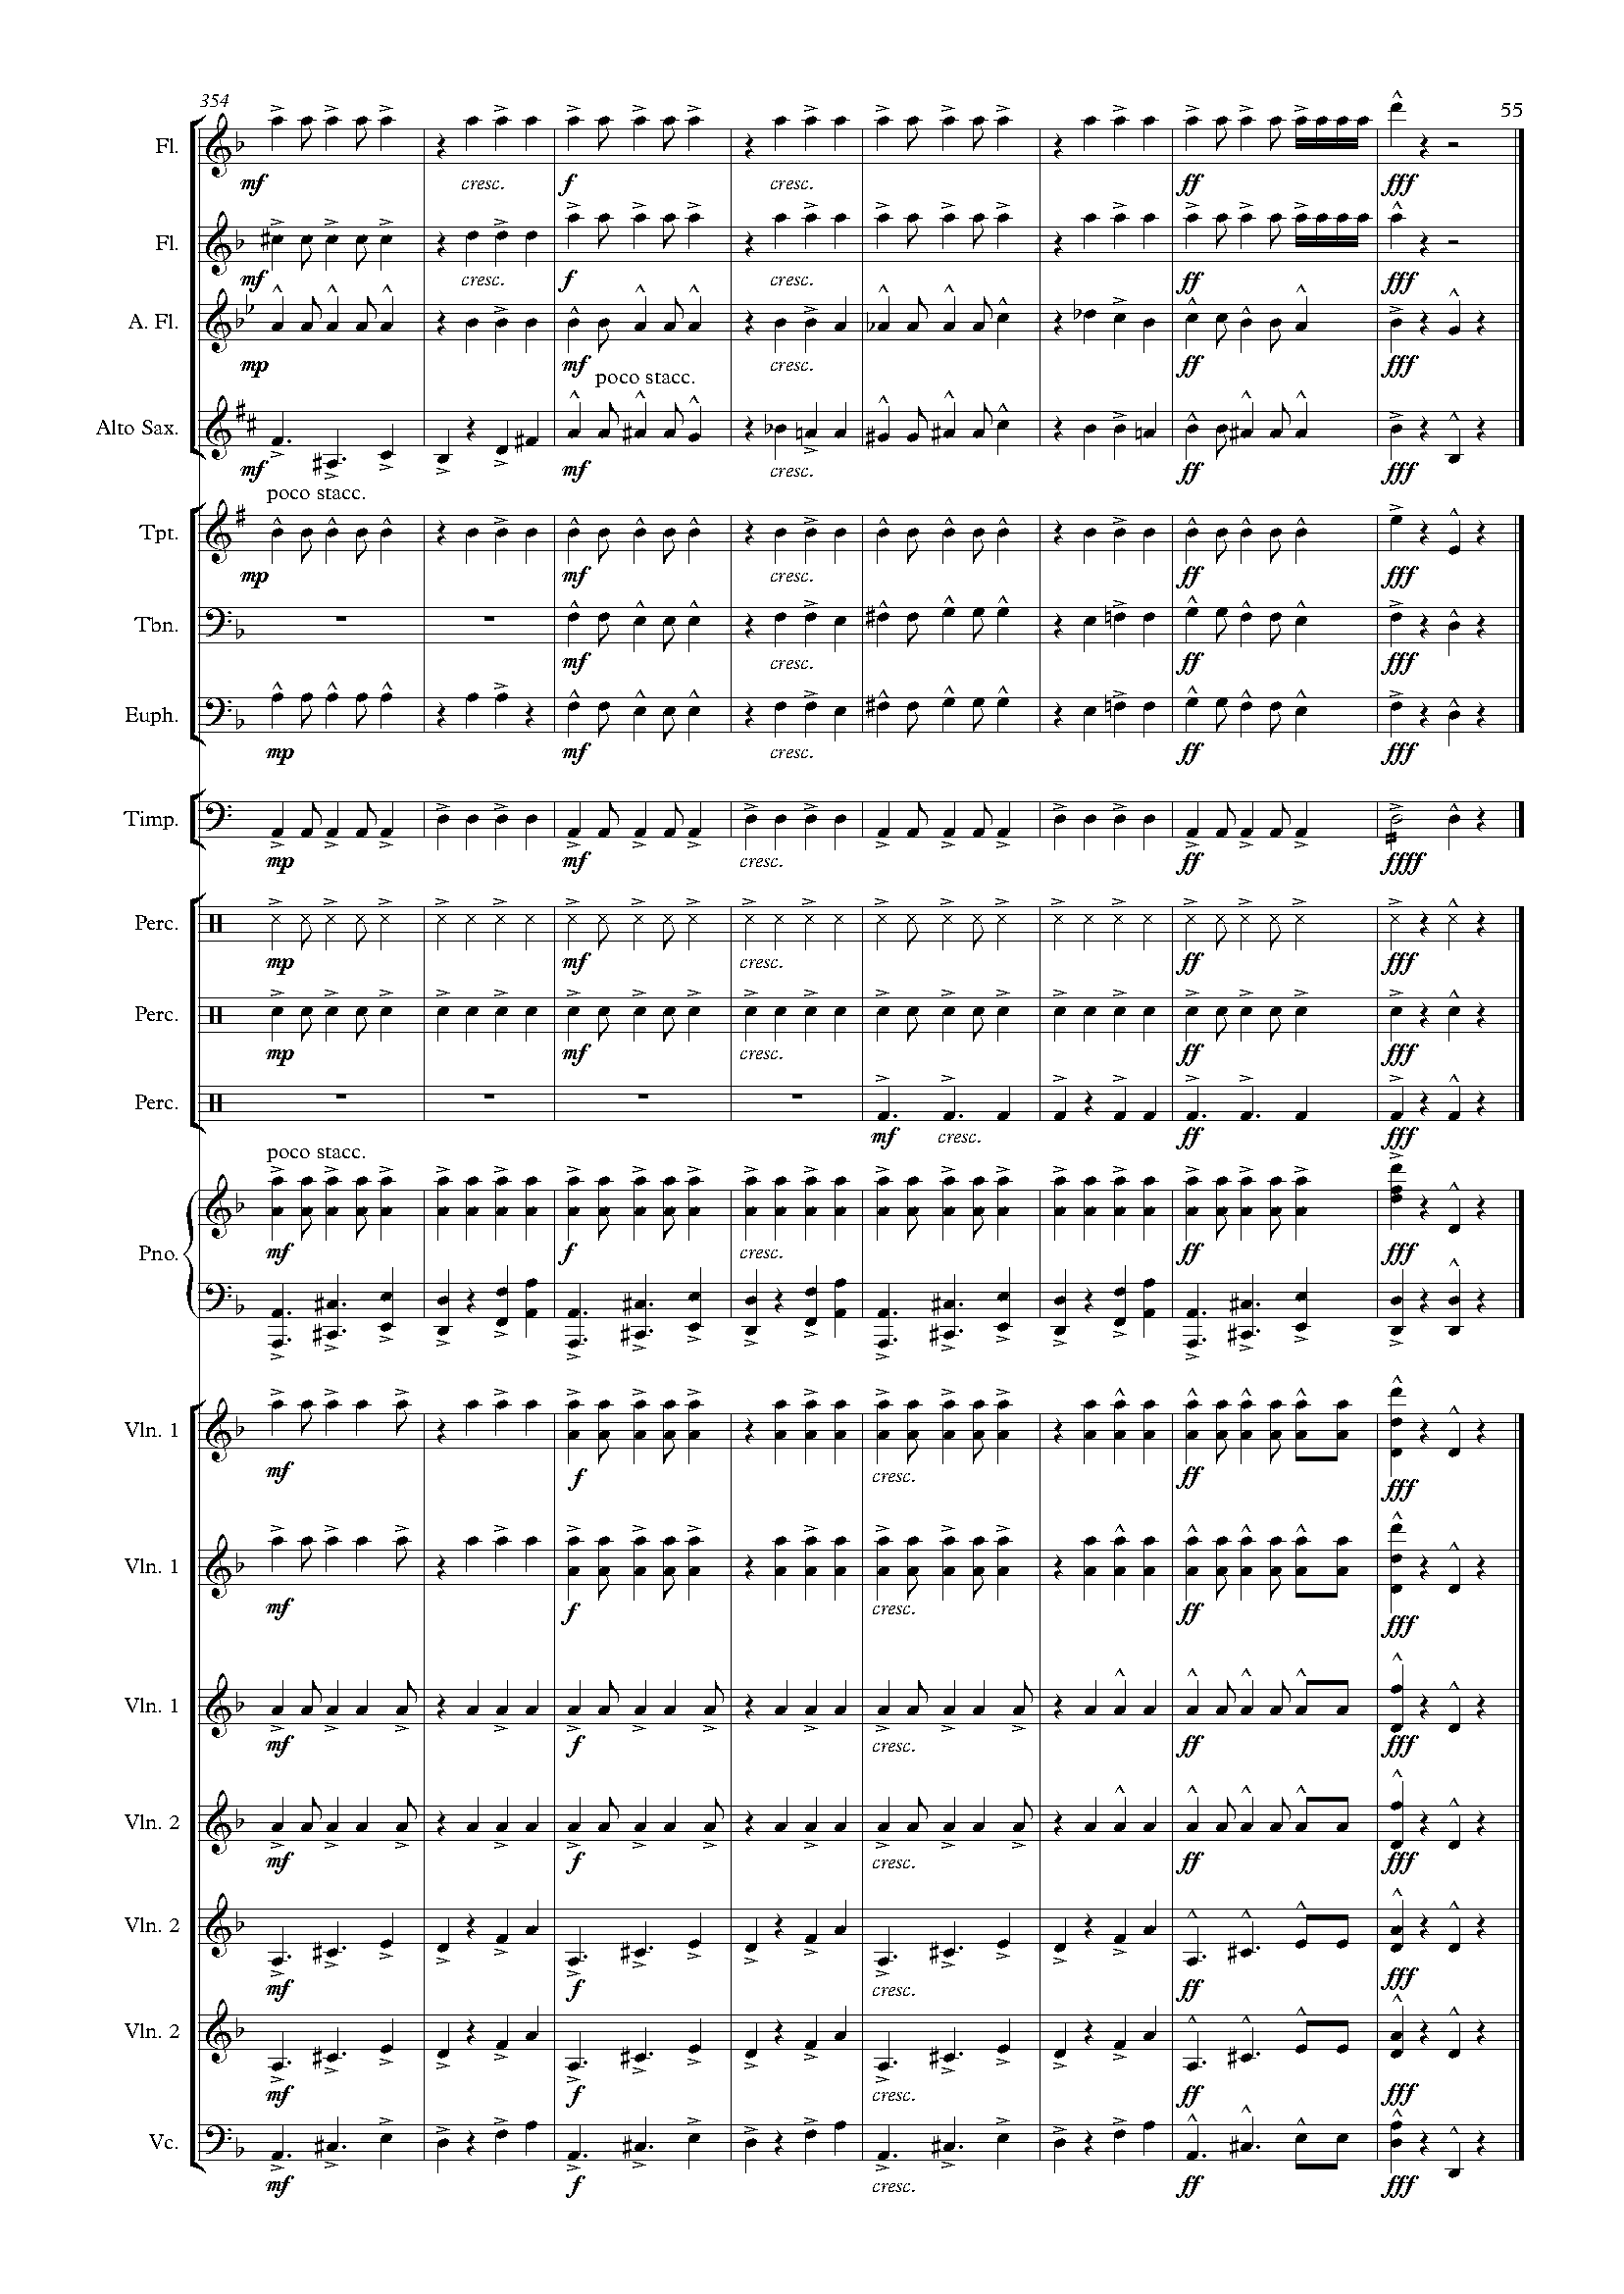 354
55
Fl.
mf cresc. f cresc. ff fff
Fl.
mf cresc. f cresc. ff fff
A. Fl.
mp mf cresc. ff fff
poco stacc.
Alto Sax.
mf mf cresc. ff fff
poco stacc.
Tpt.
mp mf cresc. ff fff
Tbn.
mf cresc. ff fff
Euph.
mp mf cresc. ff fff
Timp.
mp mf cresc. ff ffff
Perc.
mp mf cresc. ff fff
Perc.
mp mf cresc. ff fff
Perc.
mf cresc. ff fff
poco stacc.
mf f cresc. ff fff
Pno.
Vln. 1
mf f cresc. ff fff
Vln. 1
mf f cresc. ff fff
Vln. 1
mf f cresc. ff fff
Vln. 2
mf f cresc. ff fff
Vln. 2
mf f cresc. ff fff
Vln. 2
mf f cresc. ff fff
Vc.
mf f cresc. ff fff